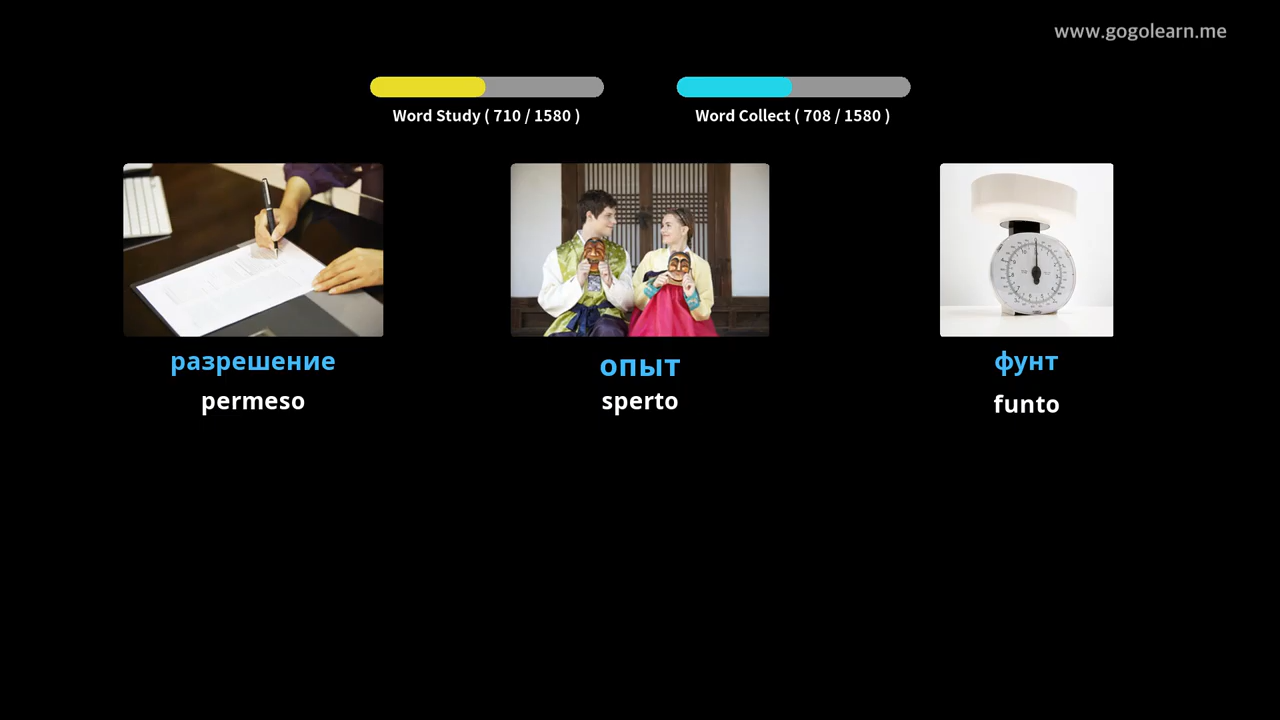 www.gogolearn.me
Word Study ( 710 / 1580 )
Word Collect ( 708 / 1580 )
разрешение
permeso
опыт
sperto
фунт
funto